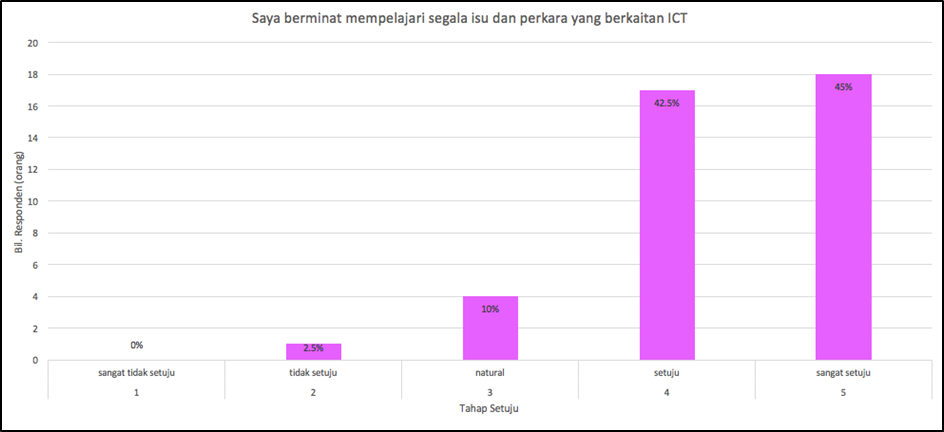 Saya berminat mempelajari segala isu dan perkara yang berkaitan ICT
20
18
16
14
12
10
8
6
4
2
0
Bil. Responden (orang)
0%
2.5%
10%
42.5%
45%
sangat tidak setuju
tidak setuju
natural
setuju
sangat setuju
1
2
3
4
5
Tahap Setuju